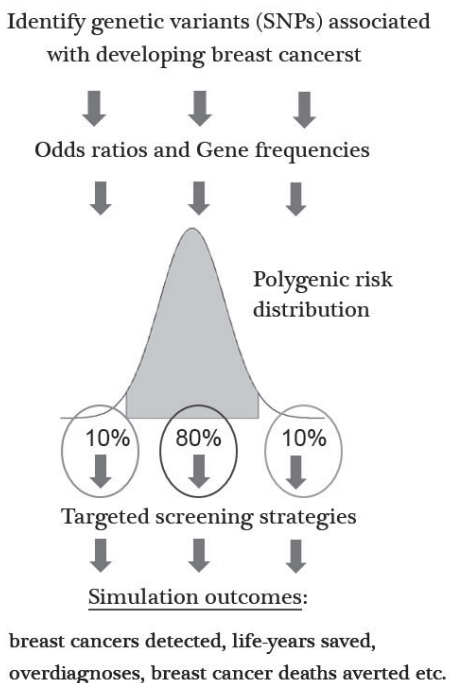 Identify genetic variants (SNPs) associated
with developing breast cancerst
Odds ratios and Gene frequencies
Polygenic risk
distribution
10% 80% 10%
Targeted screening strategies
Simulation outcomes:
breast cancers detected, life-years saved,
overdiagnoses, breast cancer deaths averted etc.